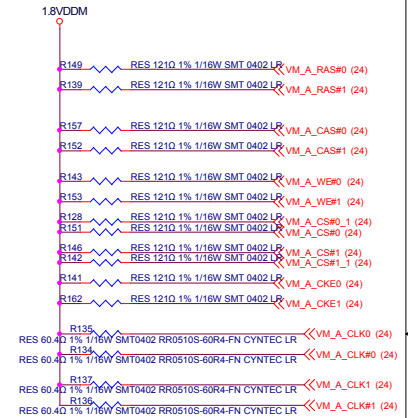 1.8VDDM
R149 RES 121Ω 1% 1/16W SMT 0402 LR VM_A_RAS#0 (24)
R139 RES 121Ω 1% 1/16W SMT 0402 LR VM_A_RAS#1 (24)
R157 RES 121Ω 1% 1/16W SMT 0402 LR VM_A_CAS#0 (24)
R152 RES 121Ω 1% 1/16W SMT 0402 LR VM_A_CAS#1 (24)
R143 RES 121Ω 1% 1/16W SMT 0402 LR VM_A_WE#0 (24)
R153 RES 121Ω 1% 1/16W SMT 0402 LR VM_A_WE#1 (24)
R128 RES 121Ω 1% 1/16W SMT 0402 LR VM_A_CS#0_1 (24)
R151 RES 121Ω 1% 1/16W SMT 0402 LR VM_A_CS#0 (24)
R146 RES 121Ω 1% 1/16W SMT 0402 LR VM_A_CS#1 (24)
R142 RES 121Ω 1% 1/16W SMT 0402 LR VM_A_CS#1_1 (24)
R141 RES 121Ω 1% 1/16W SMT 0402 LR VM_A_CKE0 (24)
R162 RES 121Ω 1% 1/16W SMT 0402 LR VM_A_CKE1 (24)
R135 VM_A_CLK0 (24)
RES 60.4Ω 1% 1/16W SMT0402 RR0510S-60R4-FN CYNTEC LR
R134 VM_A_CLK#0 (24)
RES 60.4Ω 1% 1/16W SMT0402 RR0510S-60R4-FN CYNTEC LR
R137 VM_A_CLK1 (24)
RES 60.4Ω 1% 1/16W SMT0402 RR0510S-60R4-FN CYNTEC LR
R136 VM_A_CLK#1 (24)
RES 60.4Ω 1% 1/16W SMT0402 RR0510S-60R4-FN CYNTEC LR